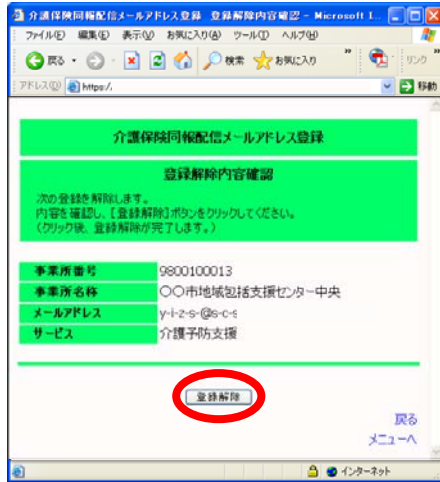 介護保険同報配信メールアドレス登録 登録解除内容確認 - Microsoft I...
ファイル(F) 編集(E) 表示(V) お気に入り(A) ツール(T) ヘルプ(H)
戻る 検索 お気に入り リンク
アドレス(D) https:/. 移動
介護保険同報配信メールアドレス登録
登録解除内容確認
次の登録を解除します。
内容を確認し、【登録解除】ボタンをクリックしてください。
(クリック後、登録解除が完了します。)
事業所番号 9800100013
事業所名称 〇〇市地域包括支援センター中央
メールアドレス y-i-z-s-@s-c-s
サービス 介護予防支援
登録解除
戻る
メニューへ
インターネット